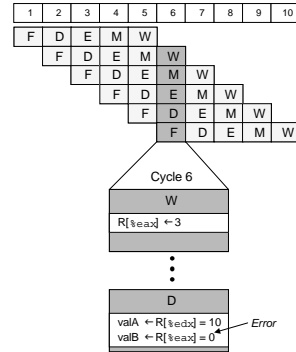 1 2 3 4 5 6 7 8 9 10
F D E M W
F D E M W
F D E M W
F D E M W
F D E M W
F D E M W
Cycle 6
W
R[%eax] ← 3
D
valA ← R[%edx] = 10
valB ← R[%eax] = 0
Error